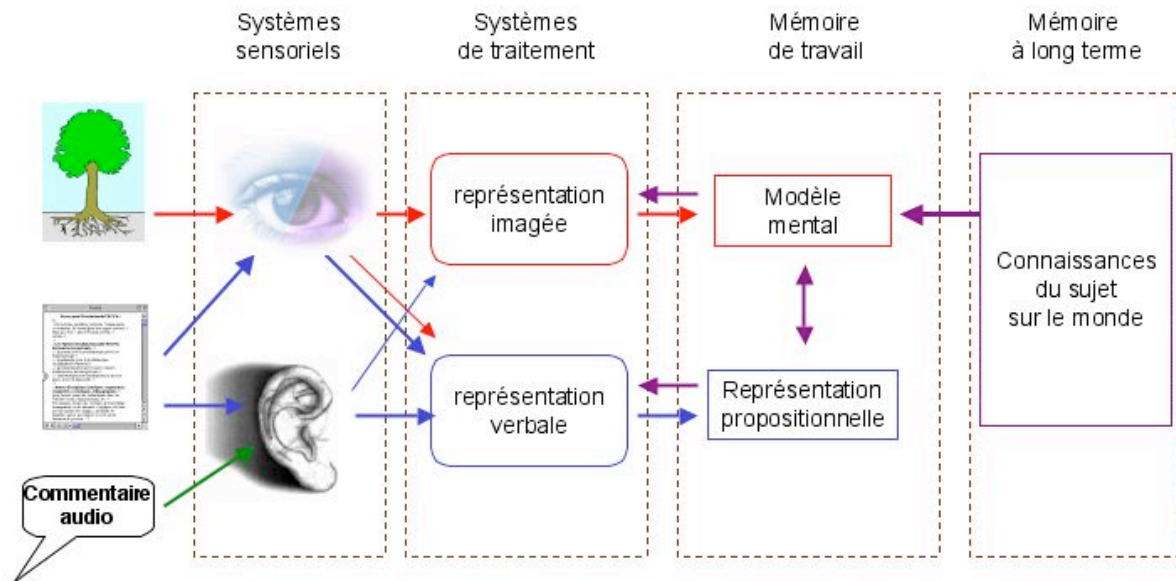 Systèmes
sensoriels
Systèmes
de traitement
Mémoire
de travail
Mémoire
à long terme
représentation
imagée
Modèle
mental
Connaissances
du sujet
sur le monde
représentation
verbale
Représentation
propositionnelle
Commentaire
audio